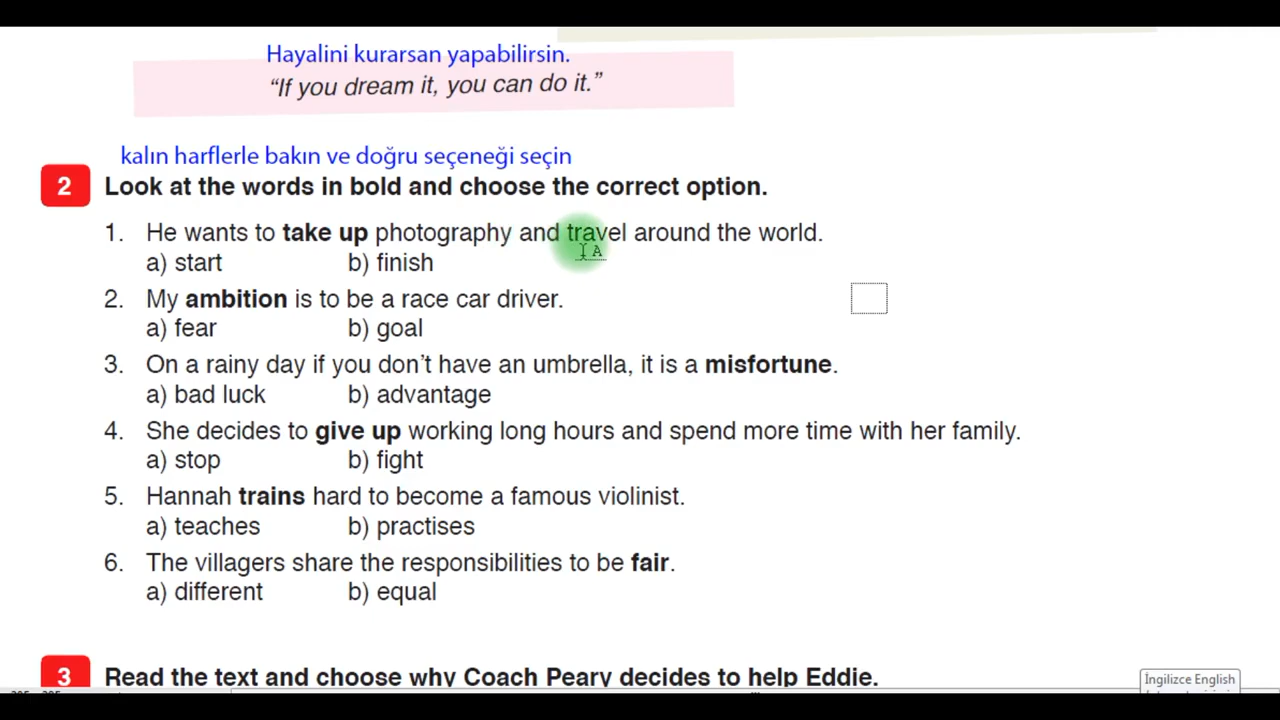 Hayalini kurarsan yapabilirsin.
“If you dream it, you can do it.”
kalın harflerle bakın ve doğru seçeneği seçin
2 Look at the words in bold and choose the correct option.
1. He wants to take up photography and travel around the world.
a) start b) finish
2. My ambition is to be a race car driver.
a) fear b) goal
3. On a rainy day if you don’t have an umbrella, it is a misfortune.
a) bad luck b) advantage
4. She decides to give up working long hours and spend more time with her family.
a) stop b) fight
5. Hannah trains hard to become a famous violinist.
a) teaches b) practises
6. The villagers share the responsibilities to be fair.
a) different b) equal
3 Read the text and choose why Coach Peary decides to help Eddie.
İngilizce English